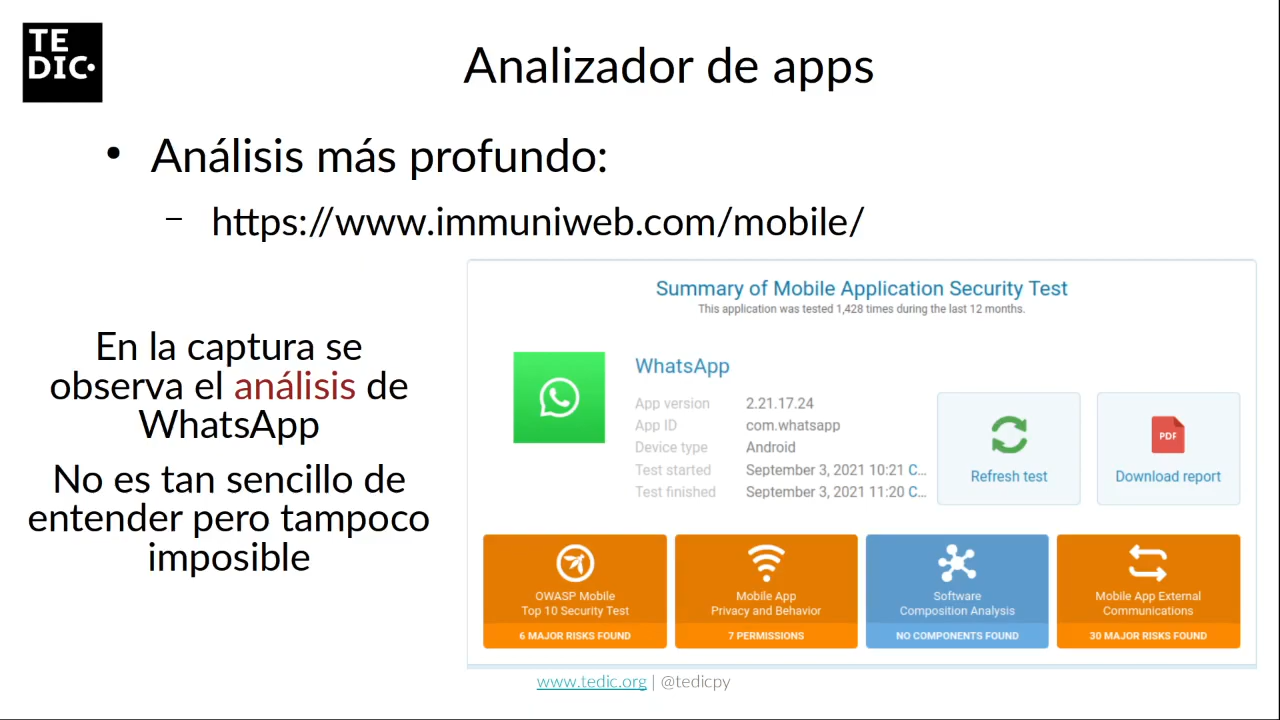 TE
DIC
Analizador de apps
• Análisis más profundo:
– https://www.immuniweb.com/mobile/
En la captura se
observa el análisis de
WhatsApp
No es tan sencillo de
entender pero tampoco
imposible
Summary of Mobile Application Security Test
This application was tested 1,428 times during the last 12 months.
WhatsApp
App version 2.21.17.24
App ID com.whatsapp
Device type Android
Test started September 3, 2021 10:21 C...
Test finished September 3, 2021 11:20 C...
Refresh test
PDF
Download report
OWASP Mobile
Top 10 Security Test
6 MAJOR RISKS FOUND
Mobile App
Privacy and Behavior
7 PERMISSIONS
Software
Composition Analysis
NO COMPONENTS FOUND
Mobile App External
Communications
30 MAJOR RISKS FOUND
www.tedic.org | @tedicpy